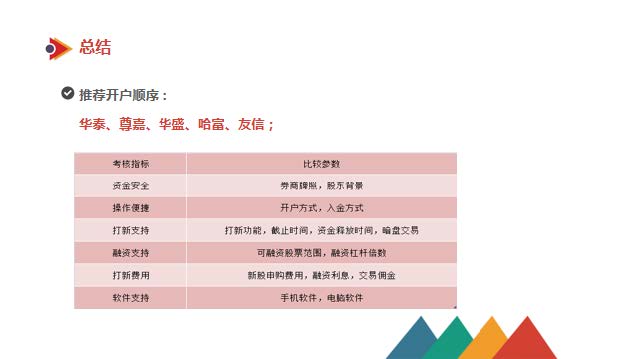 总结
推荐开户顺序：
华泰、尊嘉、华盛、哈富、友信；
考核指标 比较参数
资金安全 券商牌照，股东背景
操作便捷 开户方式，入金方式
打新支持 打新功能，截止时间，资金释放时间，暗盘交易
融资支持 可融资股票范围，融资杠杆倍数
打新费用 新股申购费用，融资利息，交易佣金
软件支持 手机软件，电脑软件